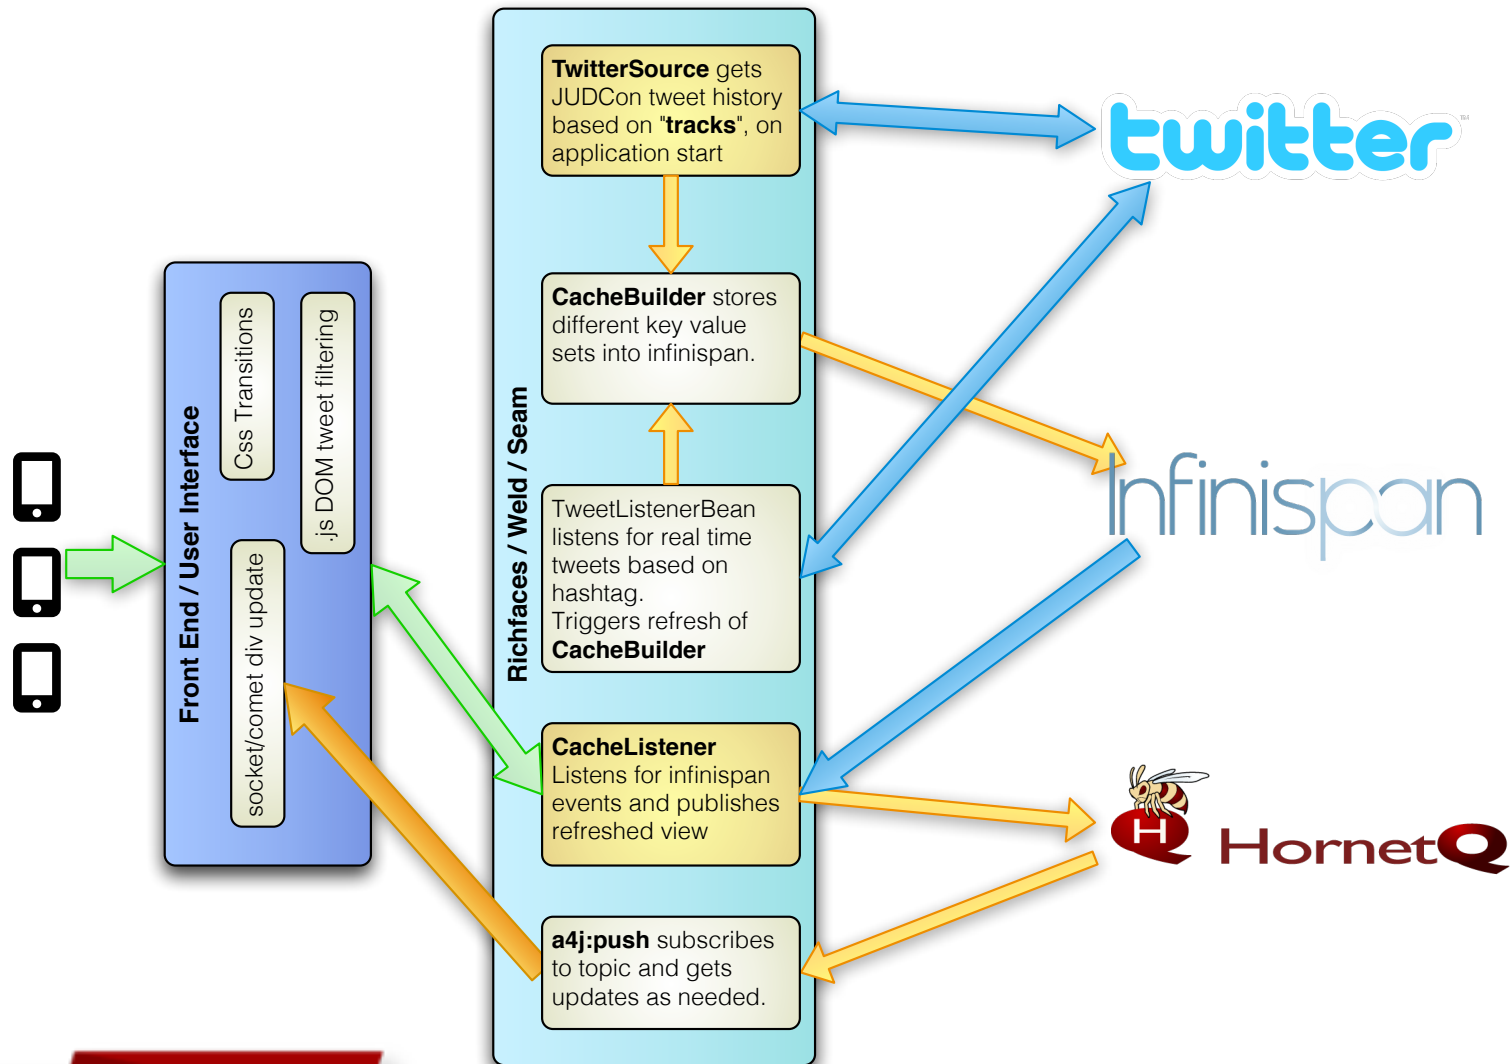 TwitterSource gets
JUDCon tweet history
based on "tracks", on
application start
twitter
TM
CacheBuilder stores
different key value
sets into infinispan.
Front End / User Interface
Css Transitions
.js DOM tweet filtering
socket/comet div update
Richfaces / Weld / Seam
Infinispan
TweetListenerBean
listens for real time
tweets based on
hashtag.
Triggers refresh of
CacheBuilder
CacheListener
Listens for infinispan
events and publishes
refreshed view
H
HornetQ
a4j:push subscribes
to topic and gets
updates as needed.